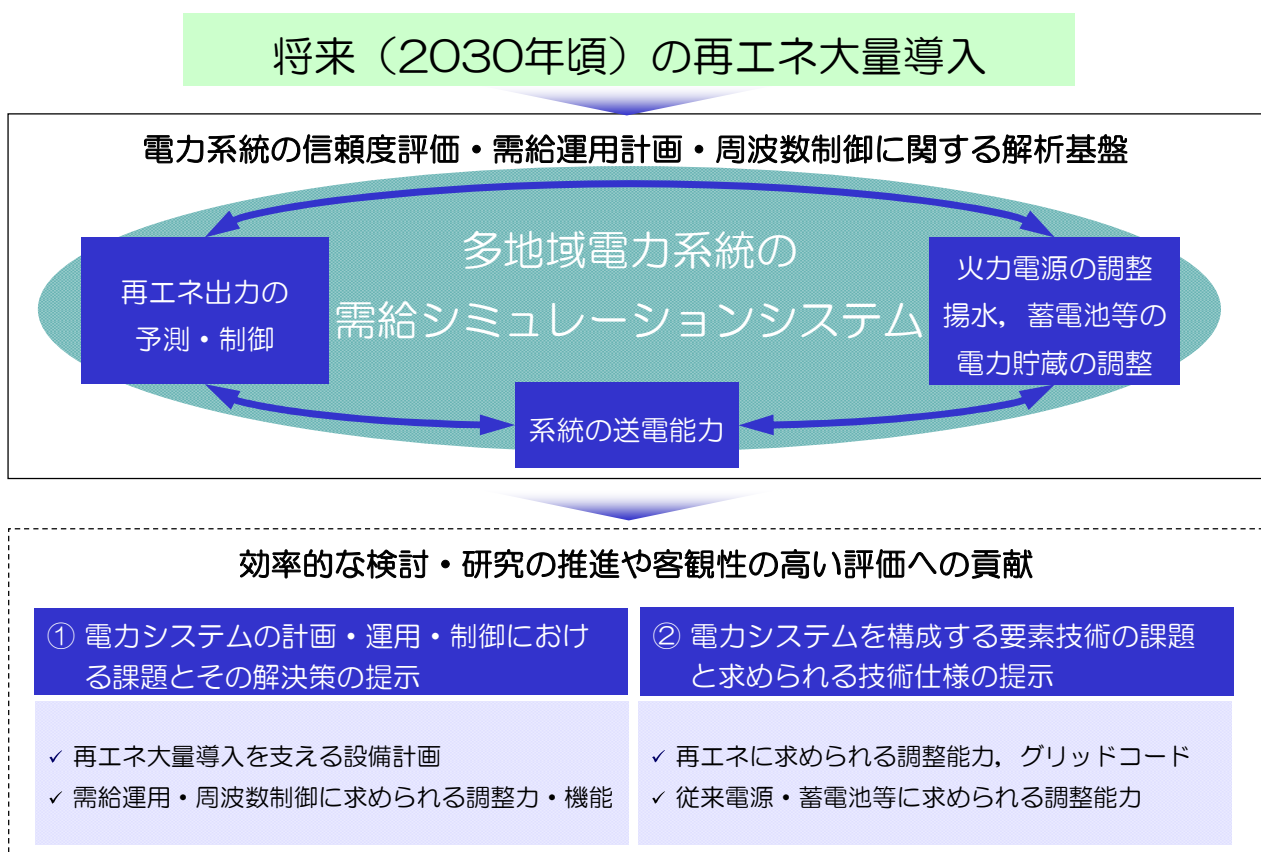 将来（2030年頃）の再エネ大量導入
電力系統の信頼度評価・需給運用計画・周波数制御に関する解析基盤
多地域電力系統の
需給シミュレーションシステム
再エネ出力の
予測・制御
火力電源の調整
揚水，蓄電池等の
電力貯蔵の調整
系統の送電能力
効率的な検討・研究の推進や客観性の高い評価への貢献
① 電力システムの計画・運用・制御におけ
る課題とその解決策の提示
✓ 再エネ大量導入を支える設備計画
✓ 需給運用・周波数制御に求められる調整力・機能
② 電力システムを構成する要素技術の課題
と求められる技術仕様の提示
✓ 再エネに求められる調整能力，グリッドコード
✓ 従来電源・蓄電池等に求められる調整能力